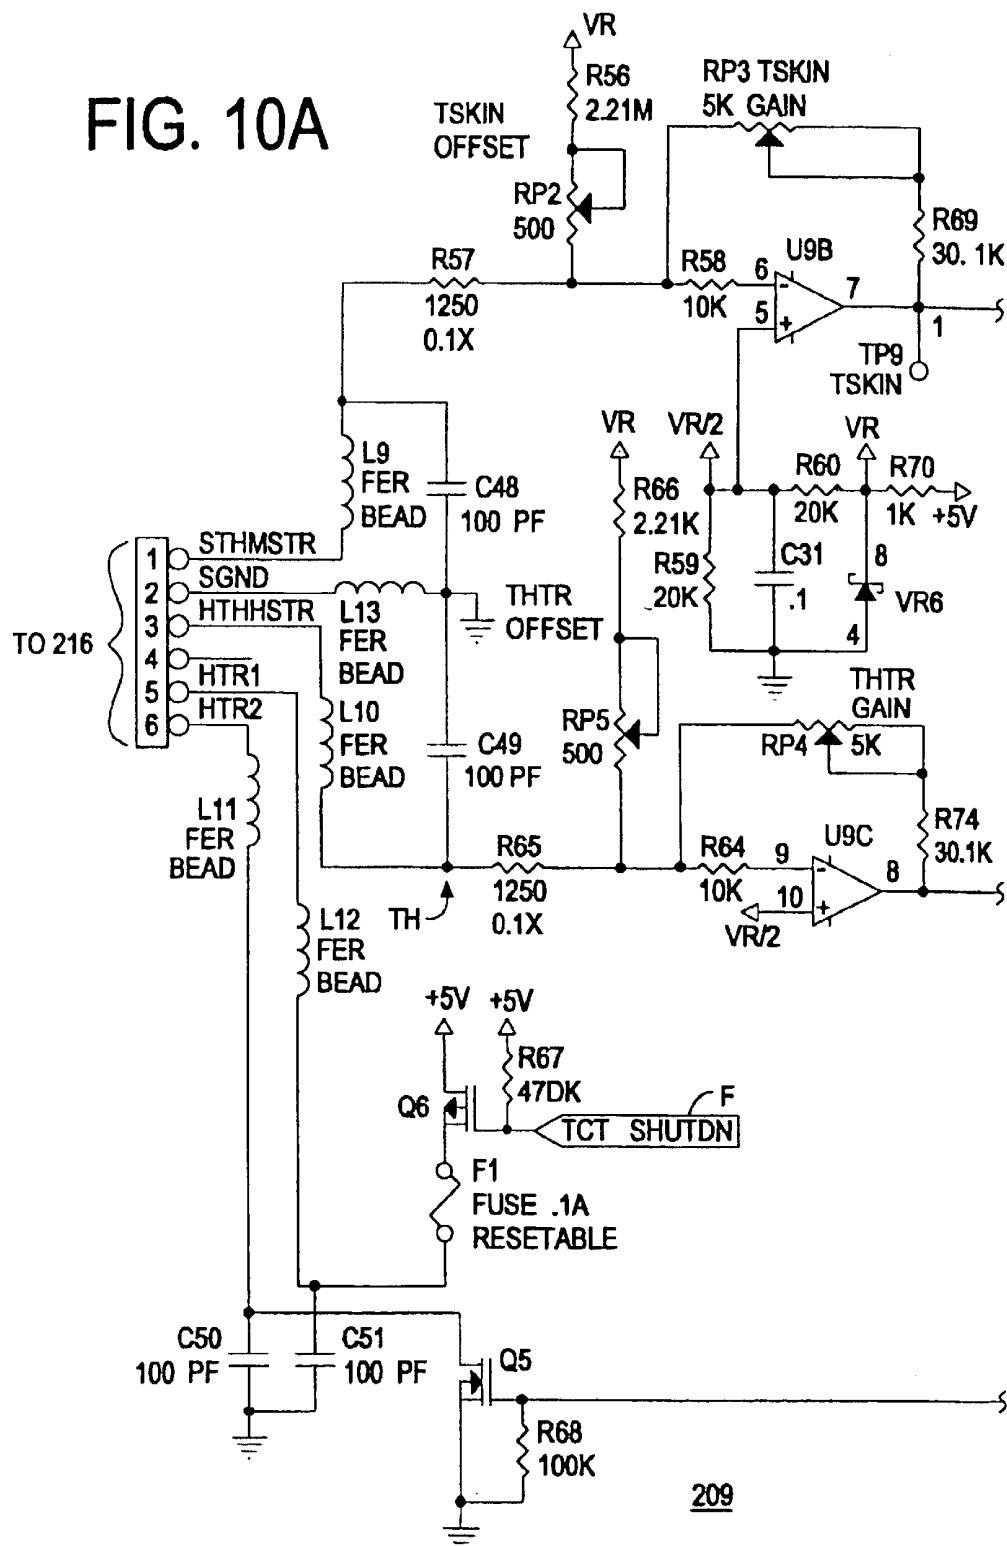 FIG. 10A
VR
R56
2.21M
TSKIN
OFFSET
RP2
500
RP3 TSKIN
5K GAIN
R69
30. 1K
R57
1250
0.1X
R58
10K
6
-
5
+
U9B
7
1
TP9
TSKIN
L9
FER
BEAD
C48
100 PF
VR
R66
2.21K
VR/2
R59
20K
C31
.1
R60
20K
VR
R70
1K
+5V
8
VR6
4
TO 216
1
STHMSTR
2
SGND
3
HTHHSTR
4
5
HTR1
6
HTR2
L13
FER
BEAD
THTR
OFFSET
L10
FER
BEAD
C49
100 PF
RP5
500
THTR
GAIN
RP4
5K
R74
30.1K
L11
FER
BEAD
R65
1250
0.1X
TH
R64
10K
9
-
10
+
VR/2
U9C
8
L12
FER
BEAD
+5V
+5V
R67
47DK
Q6
F
TCT SHUTDN
F1
FUSE .1A
RESETABLE
C50
100 PF
C51
100 PF
Q5
R68
100K
209